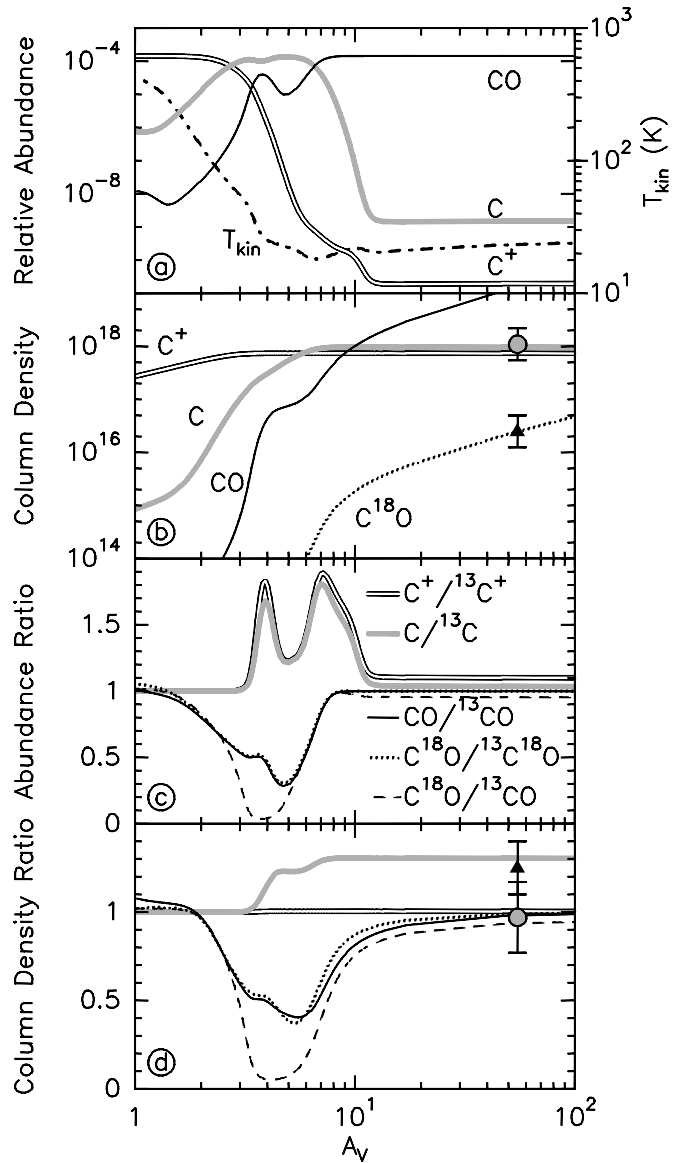 Relative Abundance
10⁻⁴
10⁻⁸
10³
10²
10¹
T_kin (K)
CO
C
C⁺
T_kin
a
Column Density
10¹⁸
10¹⁶
10¹⁴
C⁺
C
CO
C¹⁸O
b
Abundance Ratio
1.5
1
0.5
0
C⁺/¹³C⁺
C/¹³C
CO/¹³CO
C¹⁸O/¹³C¹⁸O
C¹⁸O/¹³CO
c
Column Density Ratio
1
0.5
0
d
1
10¹
10²
A_V